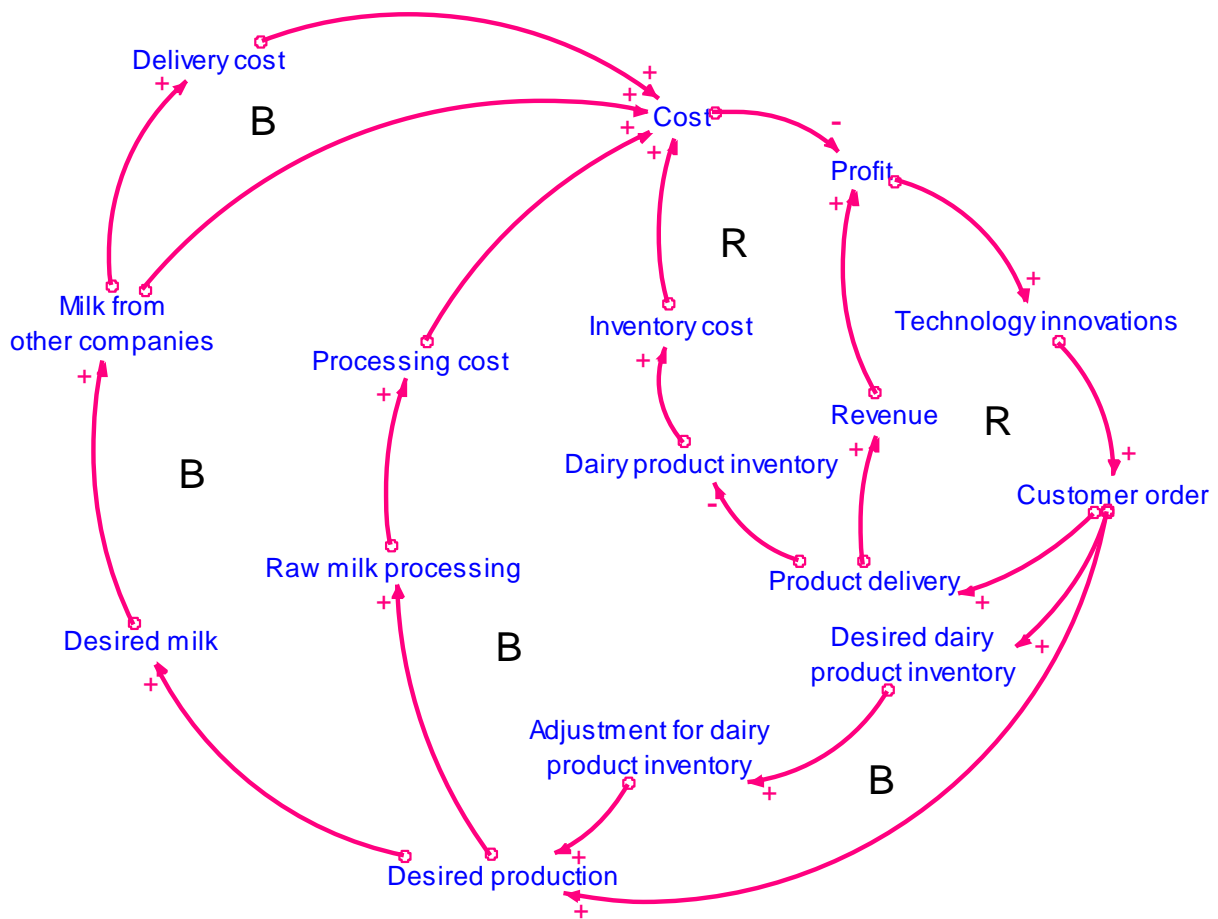 Delivery cost
+
+
B
+
Cost
-
+
+
Profit
+
R
+
Milk from
other companies
Inventory cost
Technology innovations
+
Processing cost
+
+
Revenue
R
+
+
B
Dairy product inventory
-
Customer order
Raw milk processing
+
Product delivery
+
Desired milk
+
B
Desired dairy
product inventory
+
Adjustment for dairy
product inventory
+
B
+
Desired production
+